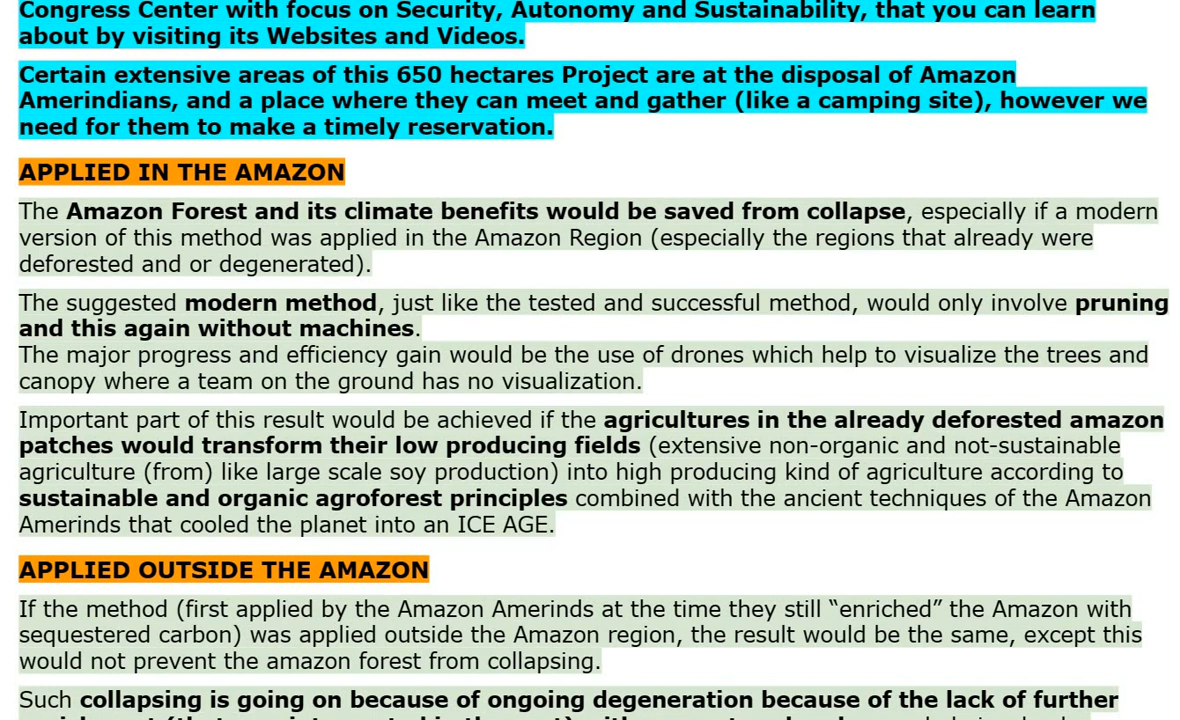 Congress Center with focus on Security, Autonomy and Sustainability, that you can learn
about by visiting its Websites and Videos.
Certain extensive areas of this 650 hectares Project are at the disposal of Amazon
Amerindians, and a place where they can meet and gather (like a camping site), however we
need for them to make a timely reservation.
APPLIED IN THE AMAZON
The Amazon Forest and its climate benefits would be saved from collapse, especially if a modern
version of this method was applied in the Amazon Region (especially the regions that already were
deforested and or degenerated).
The suggested modern method, just like the tested and successful method, would only involve pruning
and this again without machines.
The major progress and efficiency gain would be the use of drones which help to visualize the trees and
canopy where a team on the ground has no visualization.
Important part of this result would be achieved if the agricultures in the already deforested amazon
patches would transform their low producing fields (extensive non-organic and not-sustainable
agriculture (from) like large scale soy production) into high producing kind of agriculture according to
sustainable and organic agroforest principles combined with the ancient techniques of the Amazon
Amerinds that cooled the planet into an ICE AGE.
APPLIED OUTSIDE THE AMAZON
If the method (first applied by the Amazon Amerinds at the time they still “enriched” the Amazon with
sequestered carbon) was applied outside the Amazon region, the result would be the same, except this
would not prevent the amazon forest from collapsing.
Such collapsing is going on because of ongoing degeneration because of the lack of further